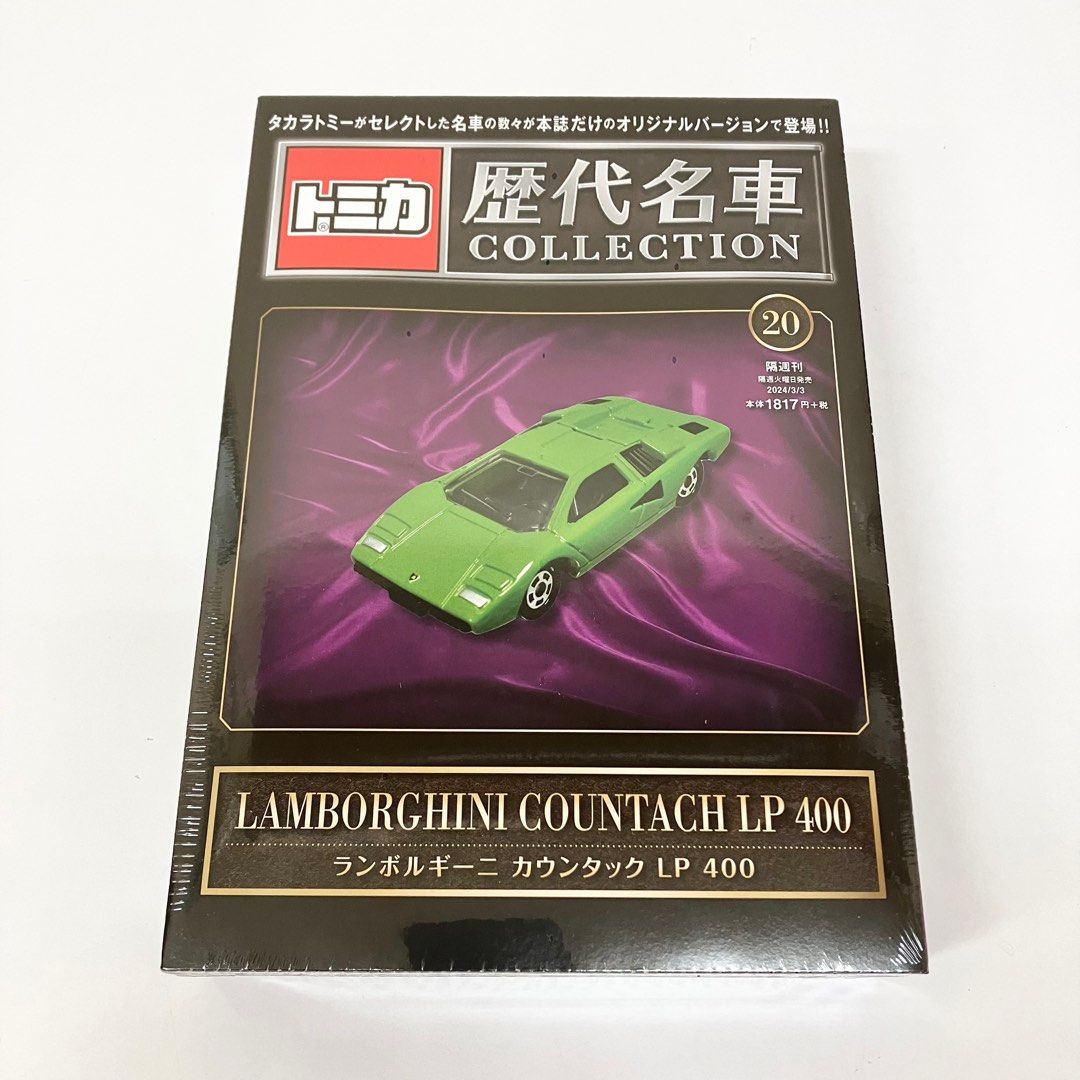 タカラトミーがセレクトした名車の数々が本誌だけのオリジナルバージョンで登場!!
トミカ®
歴代名車
COLLECTION
20
隔週刊
隔週火曜日発売
2024/3/3
本体1817円+税
LAMBORGHINI COUNTACH LP 400
ランボルギーニ カウンタック LP 400